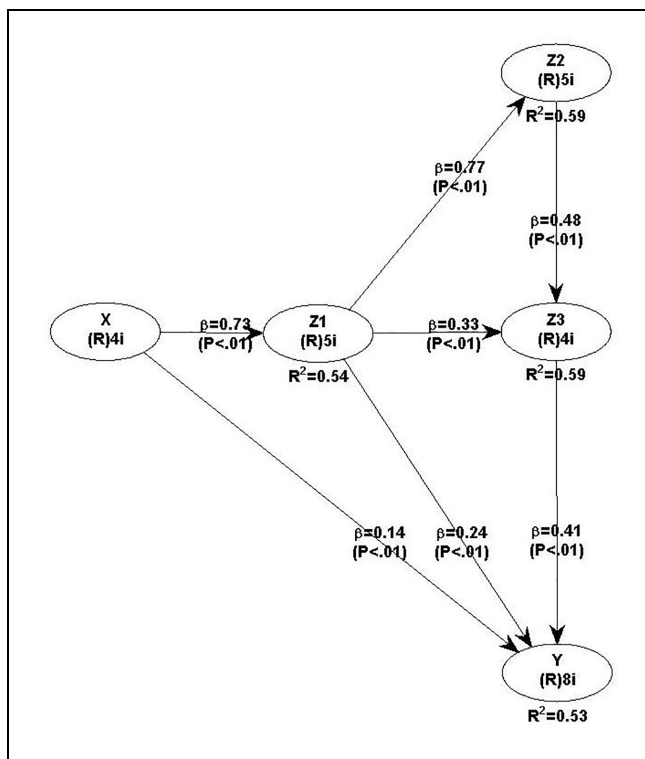 Z2
(R)5i
R²=0.59
β=0.77
(P<.01)
β=0.48
(P<.01)
X
(R)4i
β=0.73
(P<.01)
Z1
(R)5i
R²=0.54
β=0.33
(P<.01)
Z3
(R)4i
R²=0.59
β=0.14
(P<.01)
β=0.24
(P<.01)
β=0.41
(P<.01)
Y
(R)8i
R²=0.53